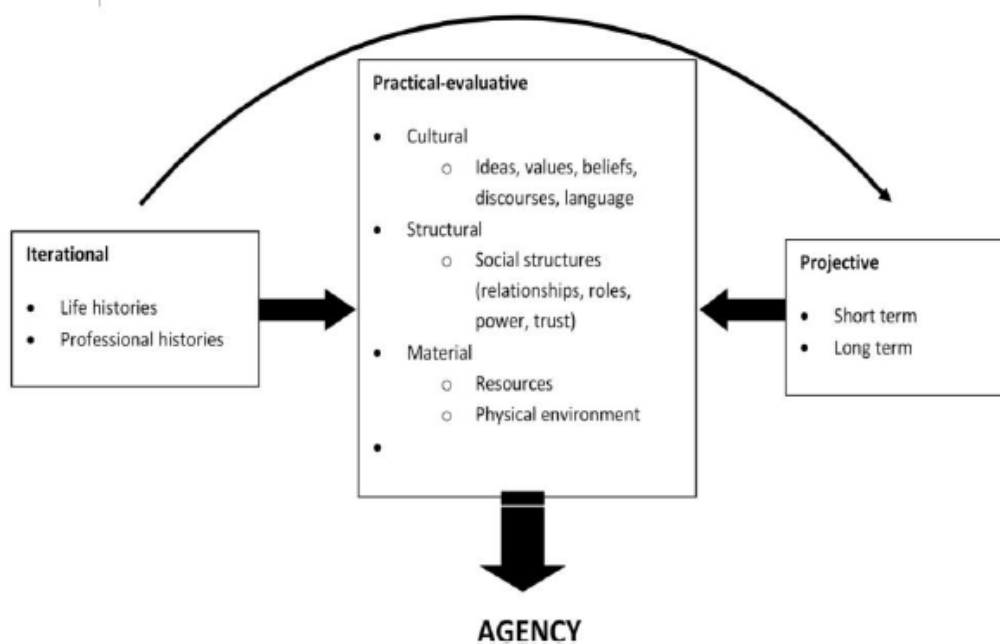 Practical-evaluative
• Cultural
○ Ideas, values, beliefs,
discourses, language
• Structural
○ Social structures
(relationships, roles,
power, trust)
• Material
○ Resources
○ Physical environment
•
Iterational
• Life histories
• Professional histories
Projective
• Short term
• Long term
AGENCY